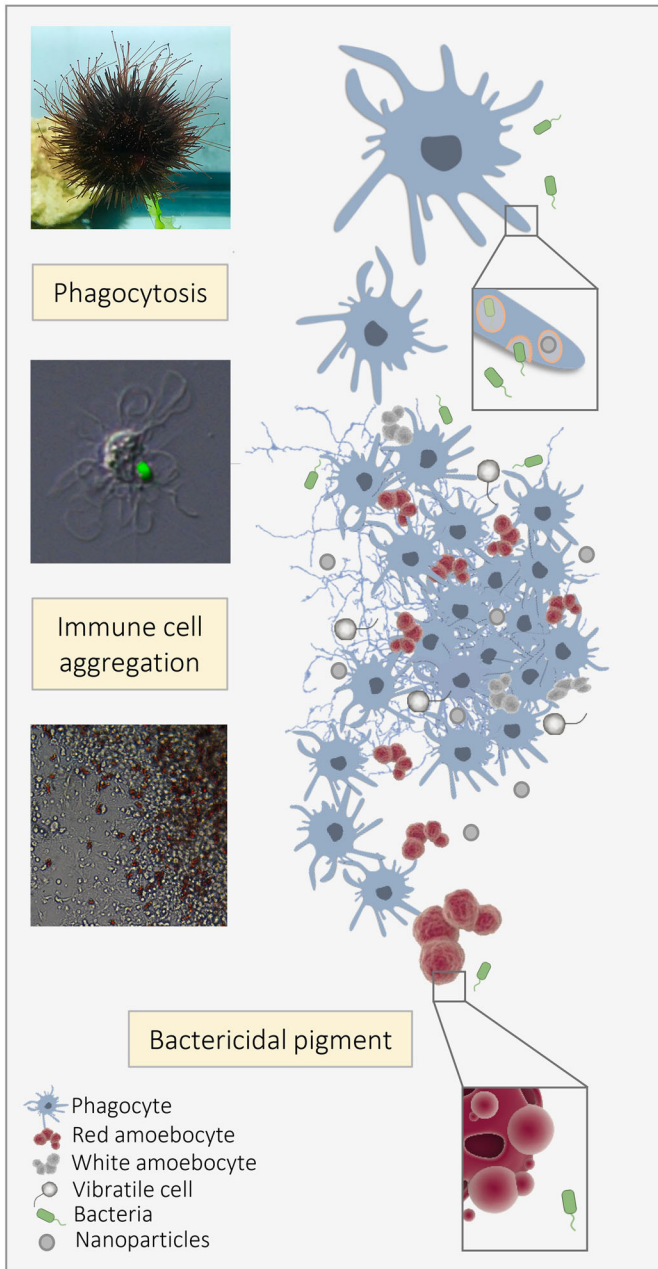 Phagocytosis
Immune cell
aggregation
Bactericidal pigment
Phagocyte
Red amoebocyte
White amoebocyte
Vibratile cell
Bacteria
Nanoparticles